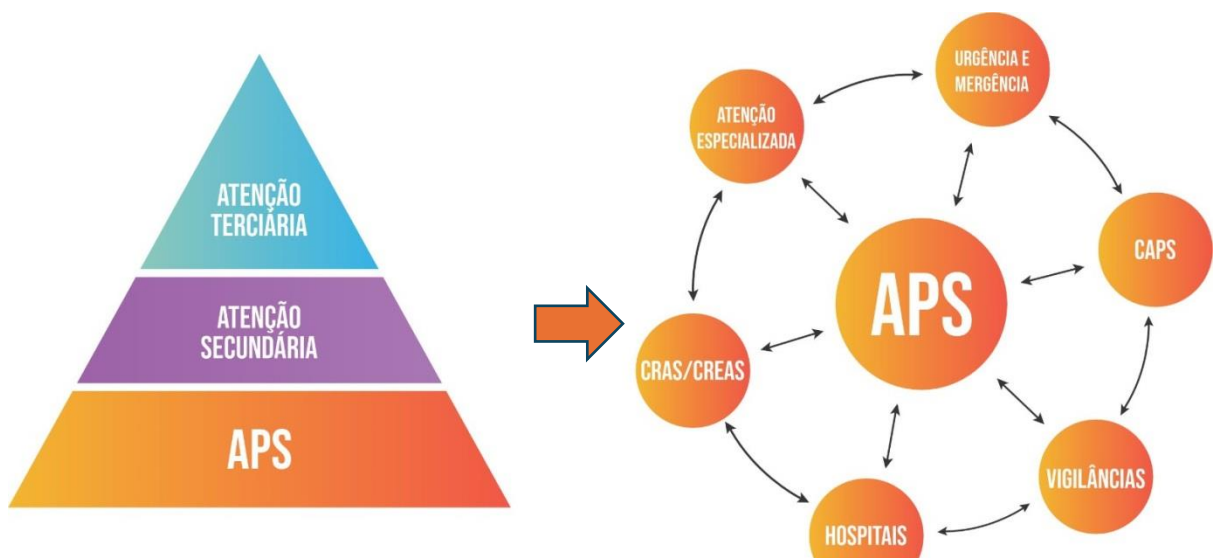 ATENÇÃO
TERCIÁRIA
ATENÇÃO
SECUNDÁRIA
APS
URGÊNCIA E
MERGÊNCIA
ATENÇÃO
ESPECIALIZADA
CAPS
APS
CRAS/CREAS
VIGILÂNCIAS
HOSPITAIS